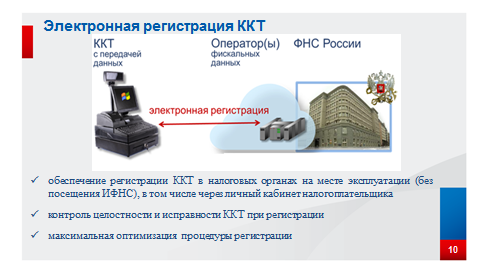 Электронная регистрация ККТ
ККТ
с передачей
данных
Оператор(ы)
фискальных
данных
ФНС России
электронная регистрация
обеспечение регистрации ККТ в налоговых органах на месте эксплуатации (без
посещения ИФНС), в том числе через личный кабинет налогоплательщика
контроль целостности и исправности ККТ при регистрации
максимальная оптимизация процедуры регистрации
10